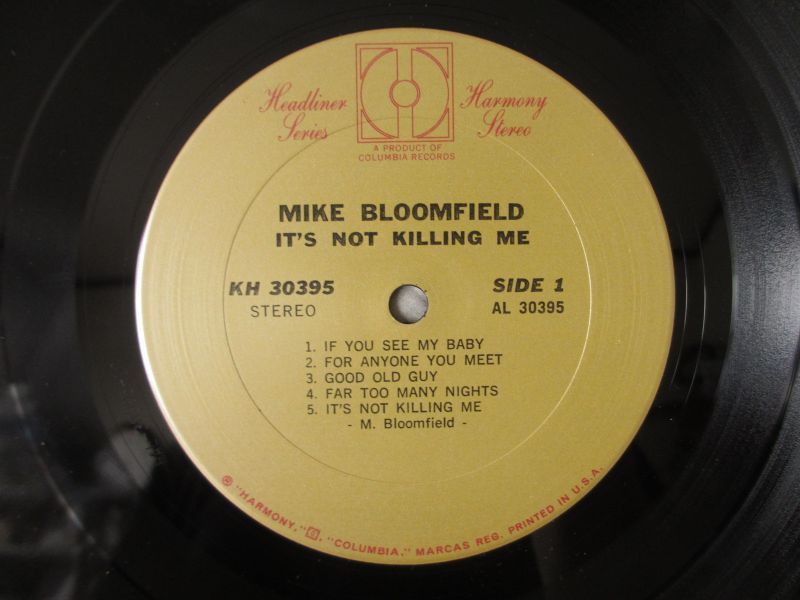 Headliner Series
Harmony Stereo
A PRODUCT OF
COLUMBIA RECORDS
MIKE BLOOMFIELD
IT'S NOT KILLING ME
KH 30395
STEREO
SIDE 1
AL 30395
1. IF YOU SEE MY BABY
2. FOR ANYONE YOU MEET
3. GOOD OLD GUY
4. FAR TOO MANY NIGHTS
5. IT'S NOT KILLING ME
- M. Bloomfield -
® "HARMONY," "COLUMBIA," MARCAS REG. PRINTED IN U.S.A.